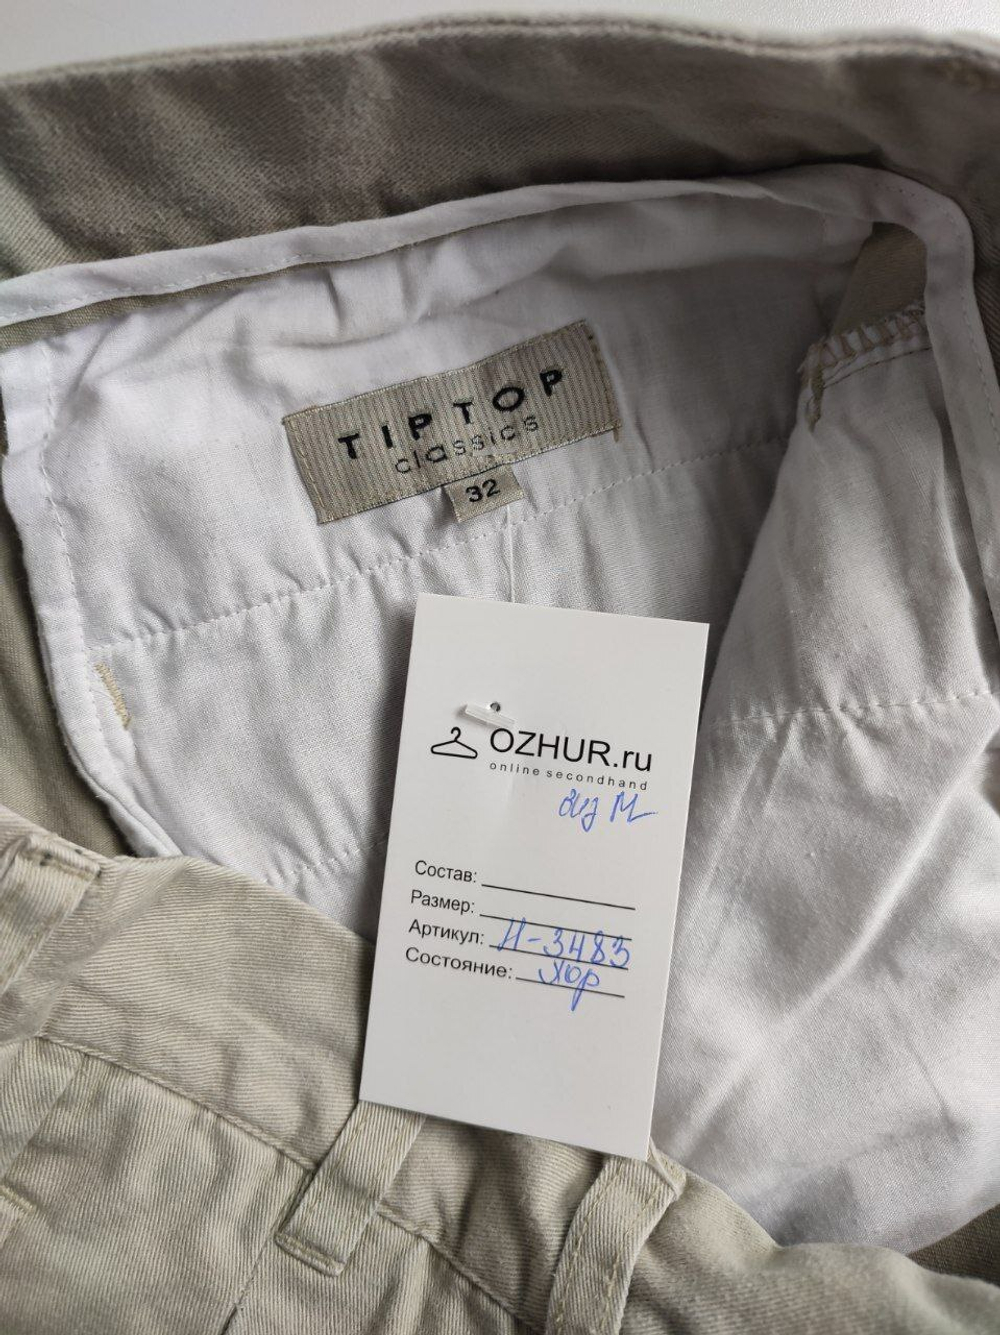 TIPTOP
classics
32
OZHUR.ru
online secondhand
M
Состав:
Размер:
Артикул: Н-3483
Состояние: хор